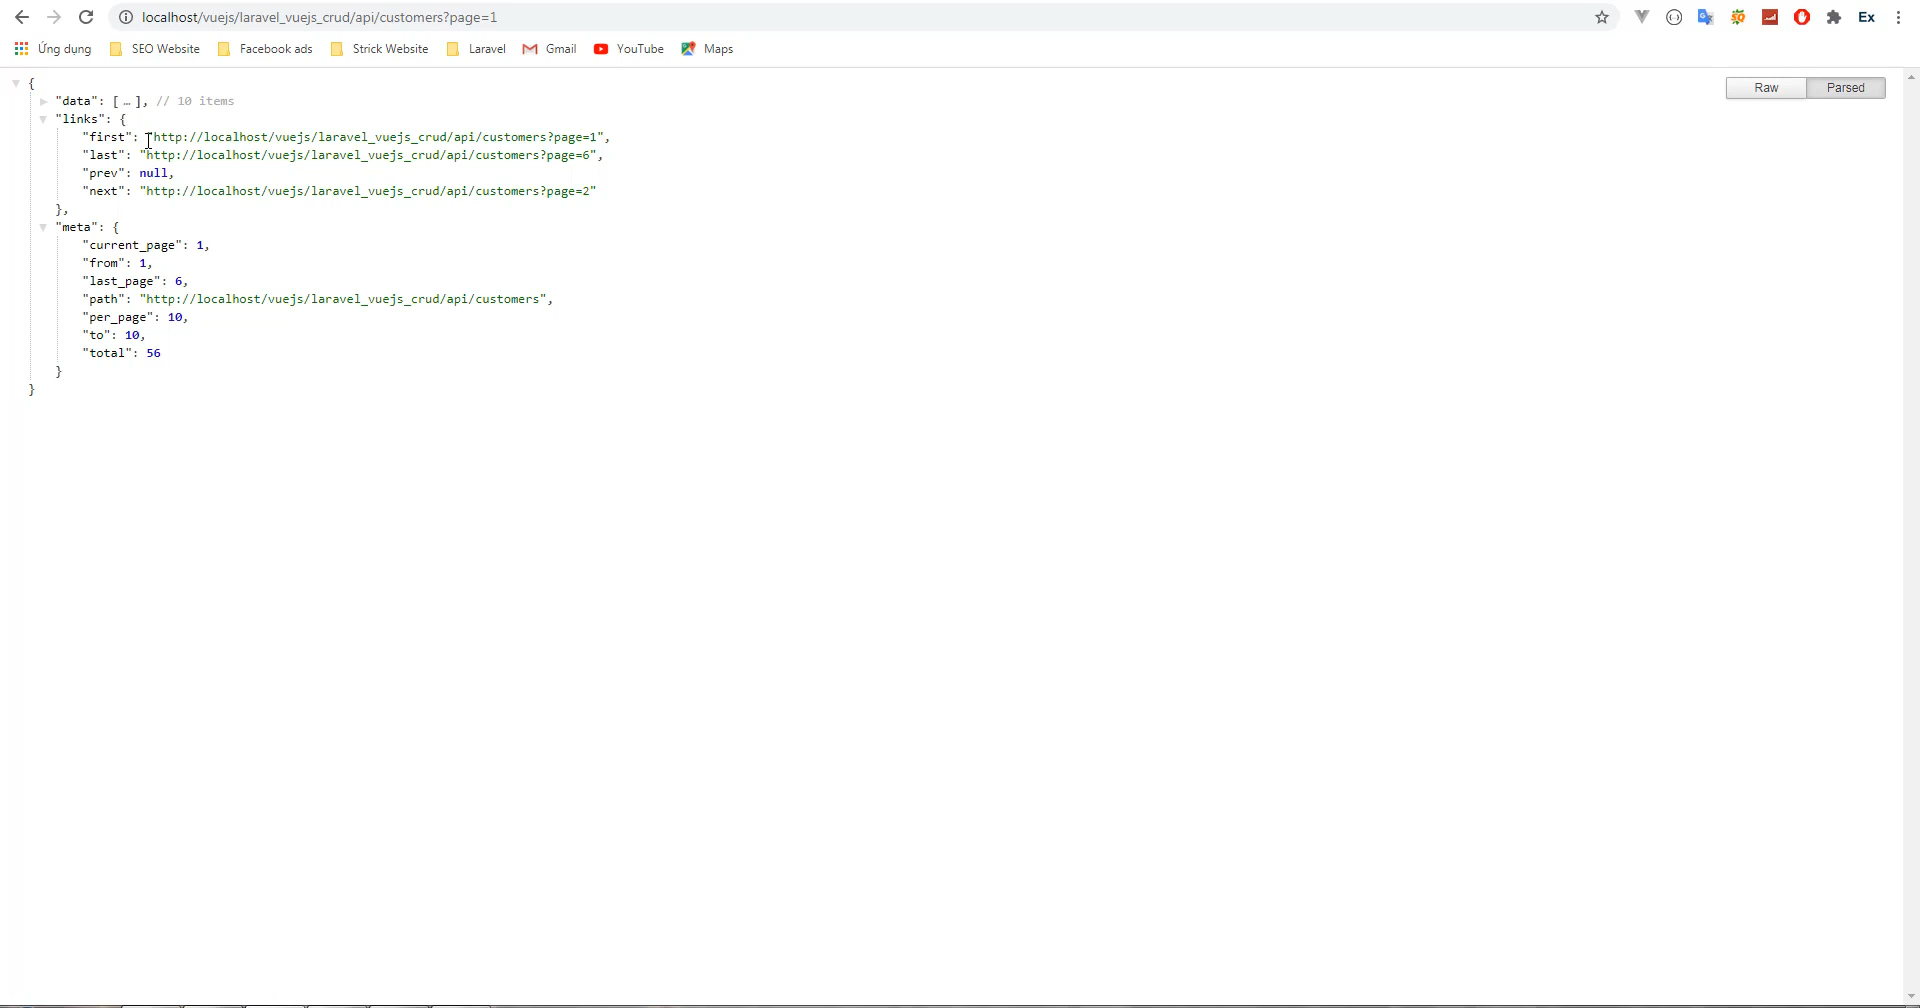 localhost/vuejs/laravel_vuejs_crud/api/customers?page=1
Ex
Ứng dụng SEO Website Facebook ads Strick Website Laravel Gmail YouTube Maps
Raw Parsed
{
"data": [ … ], // 10 items
"links": {
"first": "http://localhost/vuejs/laravel_vuejs_crud/api/customers?page=1",
"last": "http://localhost/vuejs/laravel_vuejs_crud/api/customers?page=6",
"prev": null,
"next": "http://localhost/vuejs/laravel_vuejs_crud/api/customers?page=2"
},
"meta": {
"current_page": 1,
"from": 1,
"last_page": 6,
"path": "http://localhost/vuejs/laravel_vuejs_crud/api/customers",
"per_page": 10,
"to": 10,
"total": 56
}
}